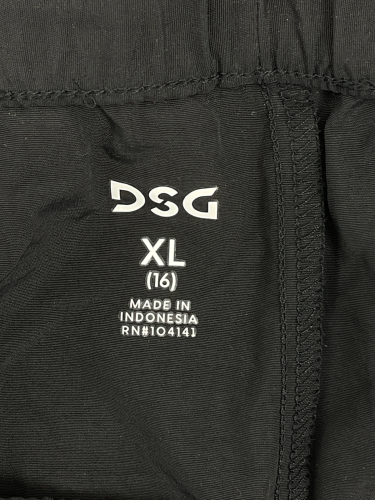 DSG
XL
(16)
MADE IN
INDONESIA
RN#104141